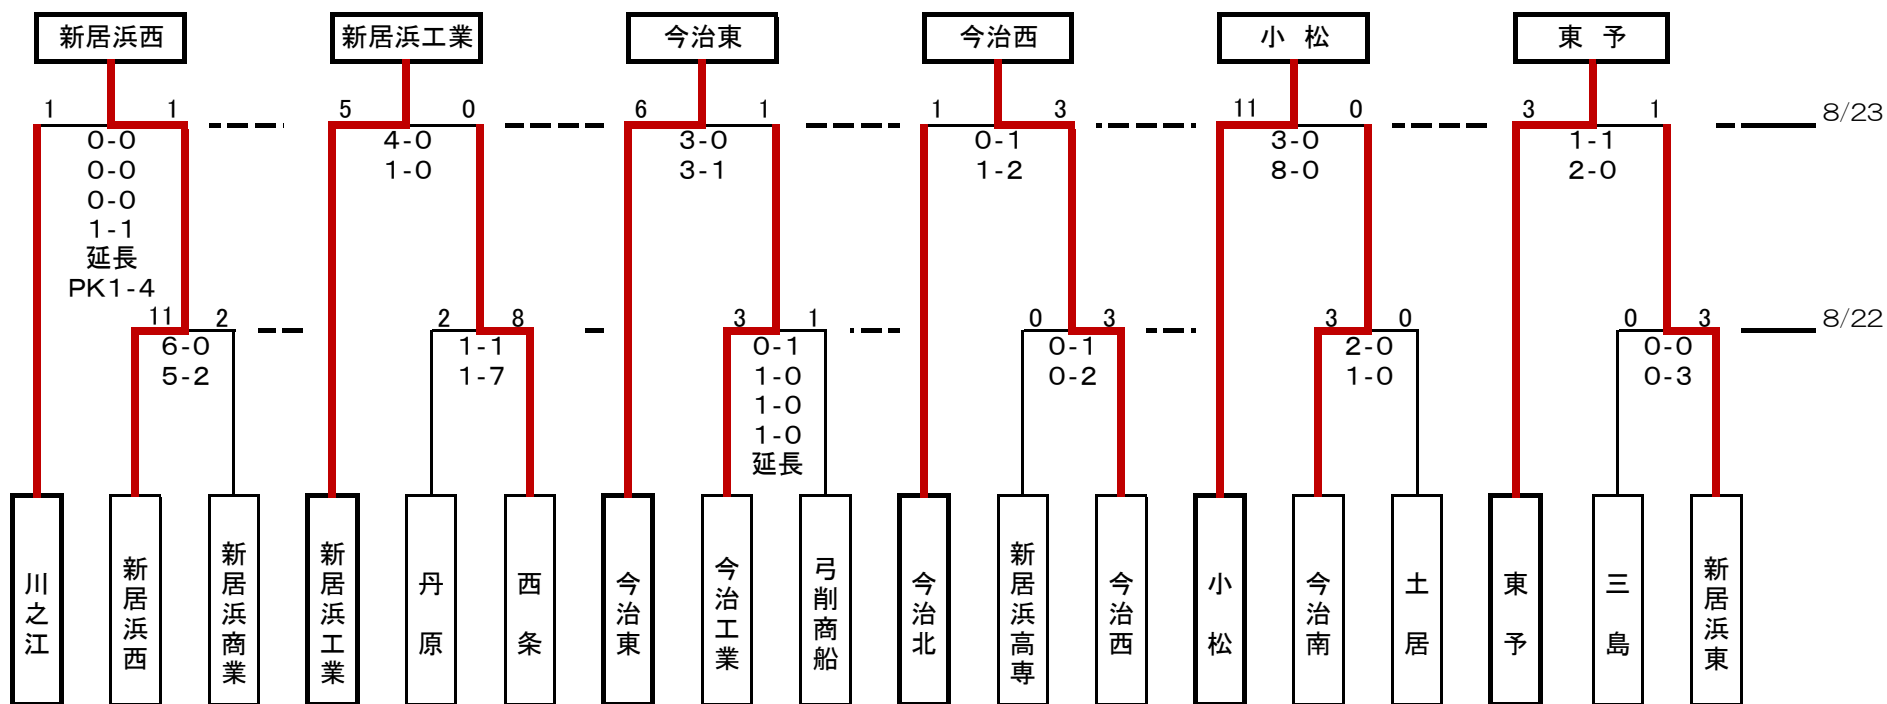 新居浜西 新居浜工業 今治東 今治西 小 松 東 予
1 1 5 0 6 1 1 3 11 0 3 1 8/23
0-0 4-0 3-0 0-1 3-0 1-1
0-0 1-0 3-1 1-2 8-0 2-0
0-0
1-1
延長
PK1-4
11 2 2 8 3 1 0 3 3 0 0 3 8/22
6-0 1-1 0-1 0-1 2-0 0-0
5-2 1-7 1-0 0-2 1-0 0-3
1-0
1-0
延長
川之江
新居浜西
新居浜商業
新居浜工業
丹原
西条
今治東
今治工業
弓削商船
今治北
新居浜高専
今治西
小松
今治南
土居
東予
三島
新居浜東